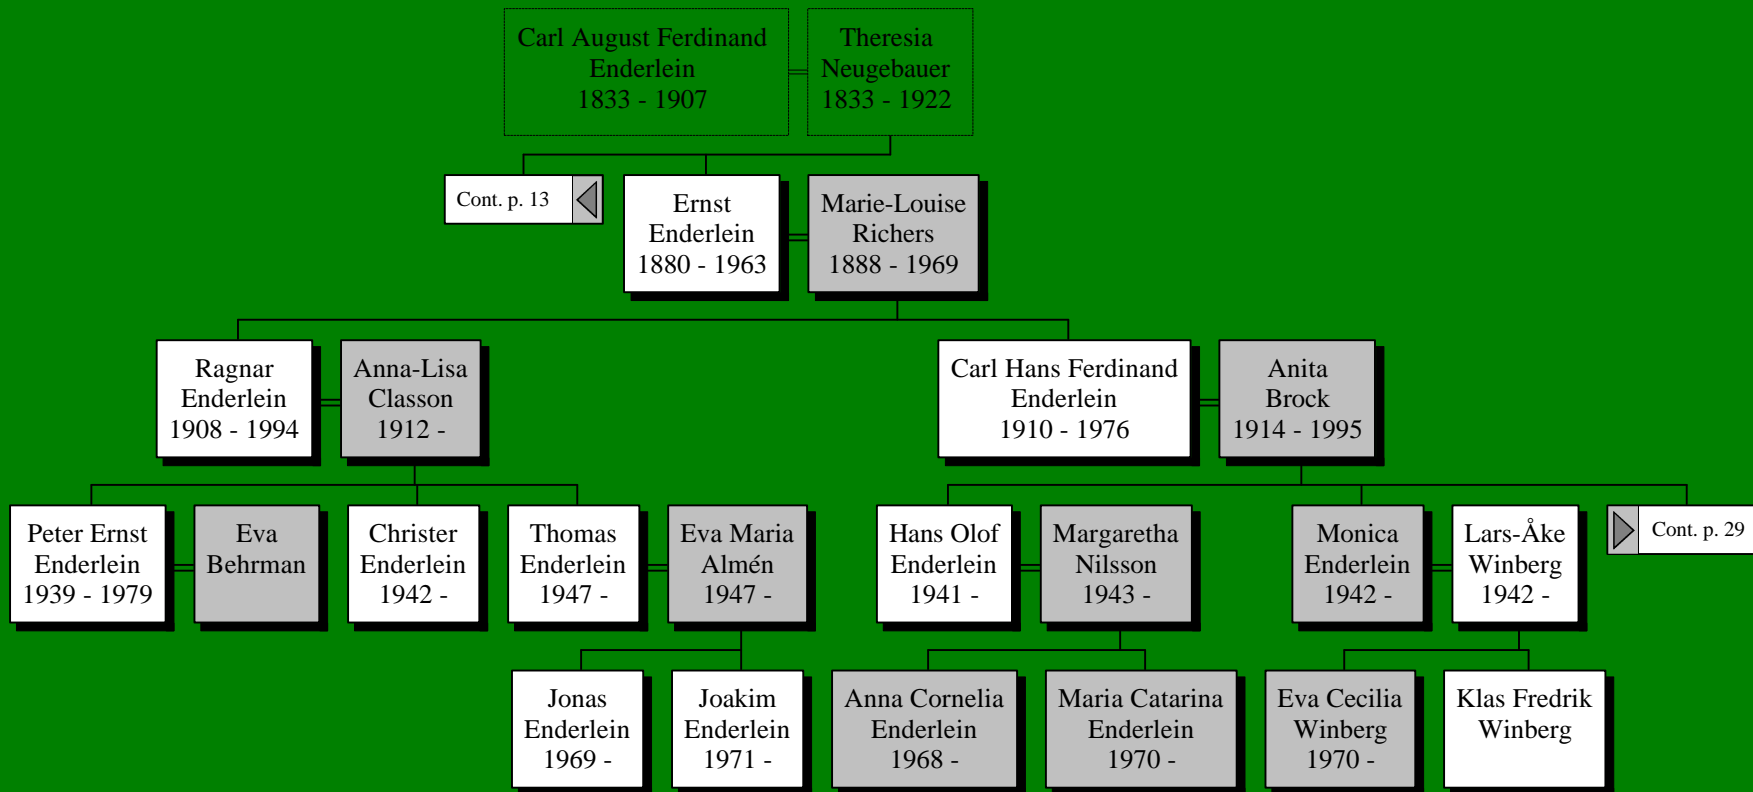 Carl August Ferdinand
Enderlein
1833 - 1907
Theresia
Neugebauer
1833 - 1922
Cont. p. 13
Ernst
Enderlein
1880 - 1963
Marie-Louise
Richers
1888 - 1969
Ragnar
Enderlein
1908 - 1994
Anna-Lisa
Classon
1912 -
Carl Hans Ferdinand
Enderlein
1910 - 1976
Anita
Brock
1914 - 1995
Peter Ernst
Enderlein
1939 - 1979
Eva
Behrman
Christer
Enderlein
1942 -
Thomas
Enderlein
1947 -
Eva Maria
Almén
1947 -
Hans Olof
Enderlein
1941 -
Margaretha
Nilsson
1943 -
Monica
Enderlein
1942 -
Lars-Åke
Winberg
1942 -
Cont. p. 29
Jonas
Enderlein
1969 -
Joakim
Enderlein
1971 -
Anna Cornelia
Enderlein
1968 -
Maria Catarina
Enderlein
1970 -
Eva Cecilia
Winberg
1970 -
Klas Fredrik
Winberg